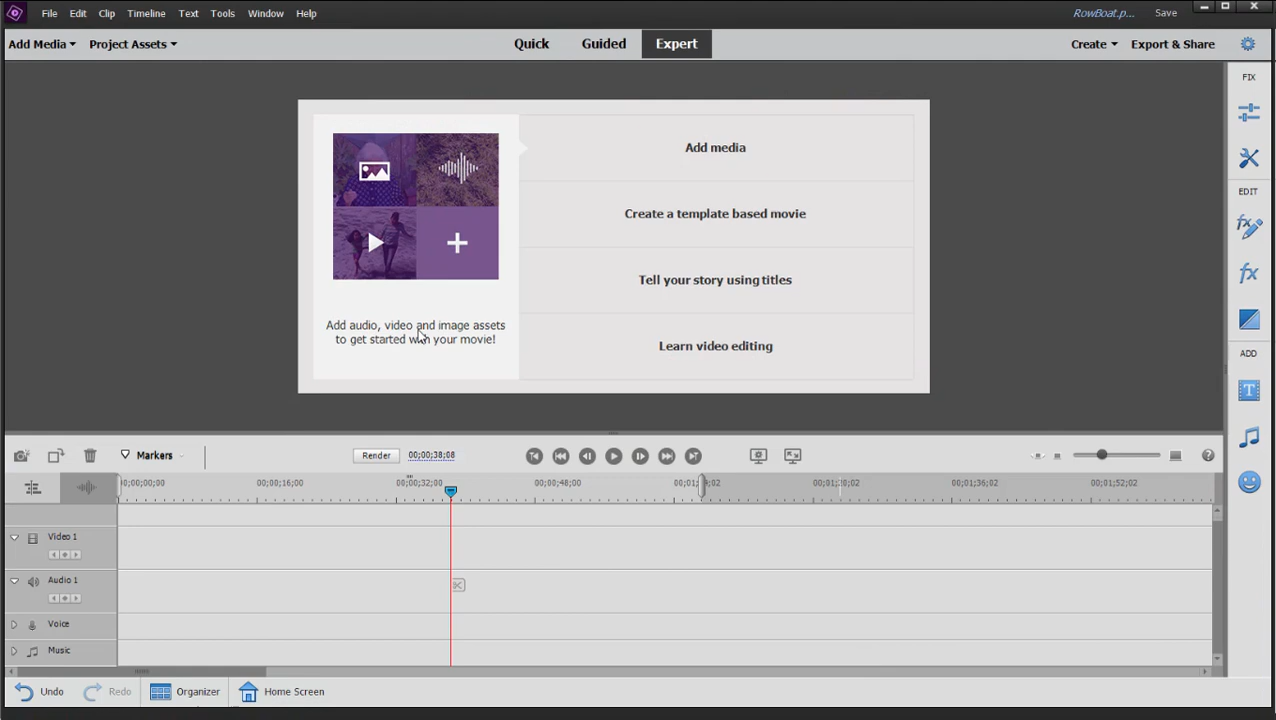 File Edit Clip Timeline Text Tools Window Help RowBoat.p... Save
Add Media Project Assets Quick Guided Expert Create Export & Share
FIX
Add media
EDIT
Create a template based movie
Tell your story using titles
Add audio, video and image assets
to get started with your movie!
Learn video editing
ADD
Markers Render 00;00;38;08
00;00;00;00 00;00;16;00 00;00;32;00 00;00;48;00 00;01;20;02 00;01;36;02 00;01;52;02
Video 1
Audio 1
Voice
Music
Undo Redo Organizer Home Screen